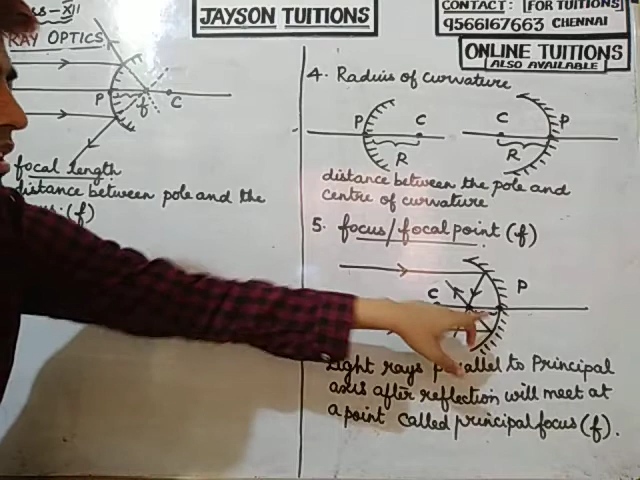 JAYSON TUITIONS
CONTACT: FOR TUITIONS
9566167663 CHENNAI
ONLINE TUITIONS
ALSO AVAILABLE
XII
RAY OPTICS
P f C
focal length
distance between pole and the
(f)
4. Radius of curvature
P C C P
R R
distance between the pole and
centre of curvature
5. focus/focal point (f)
P
C
Light rays parallel to Principal
axis after reflection will meet at
a point called principal focus (f).